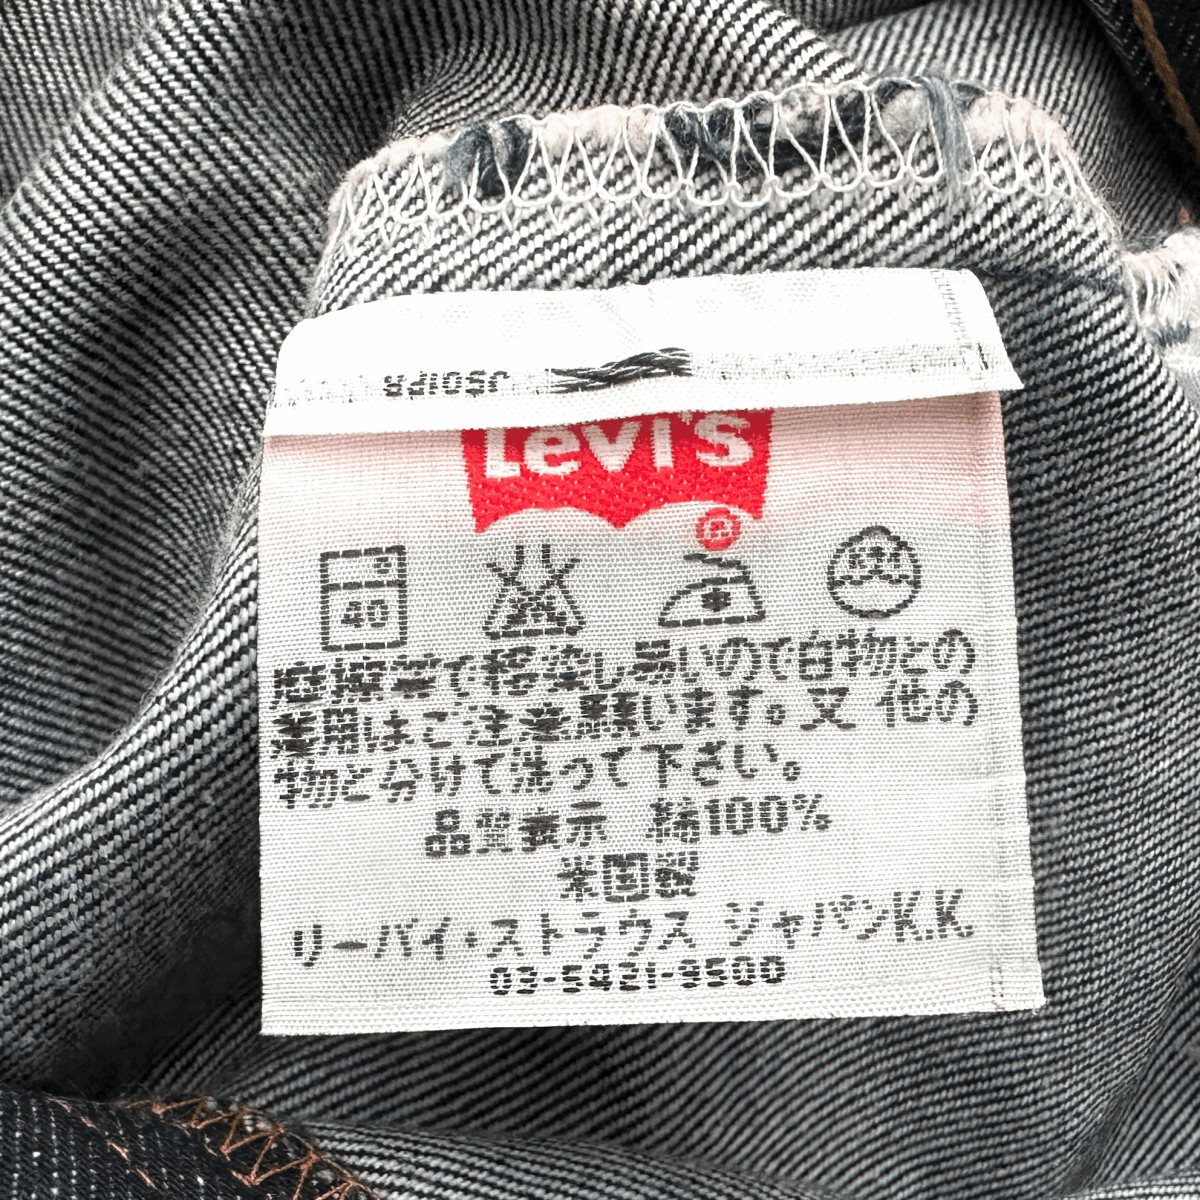 Levi's
®
40
摩擦等で移染し易いので白物との
着用はご注意願います。又 他の
物と分けて洗って下さい。
品質表示 綿100%
米国製
リーバイ・ストラウス ジャパンK.K.
03-5421-9500